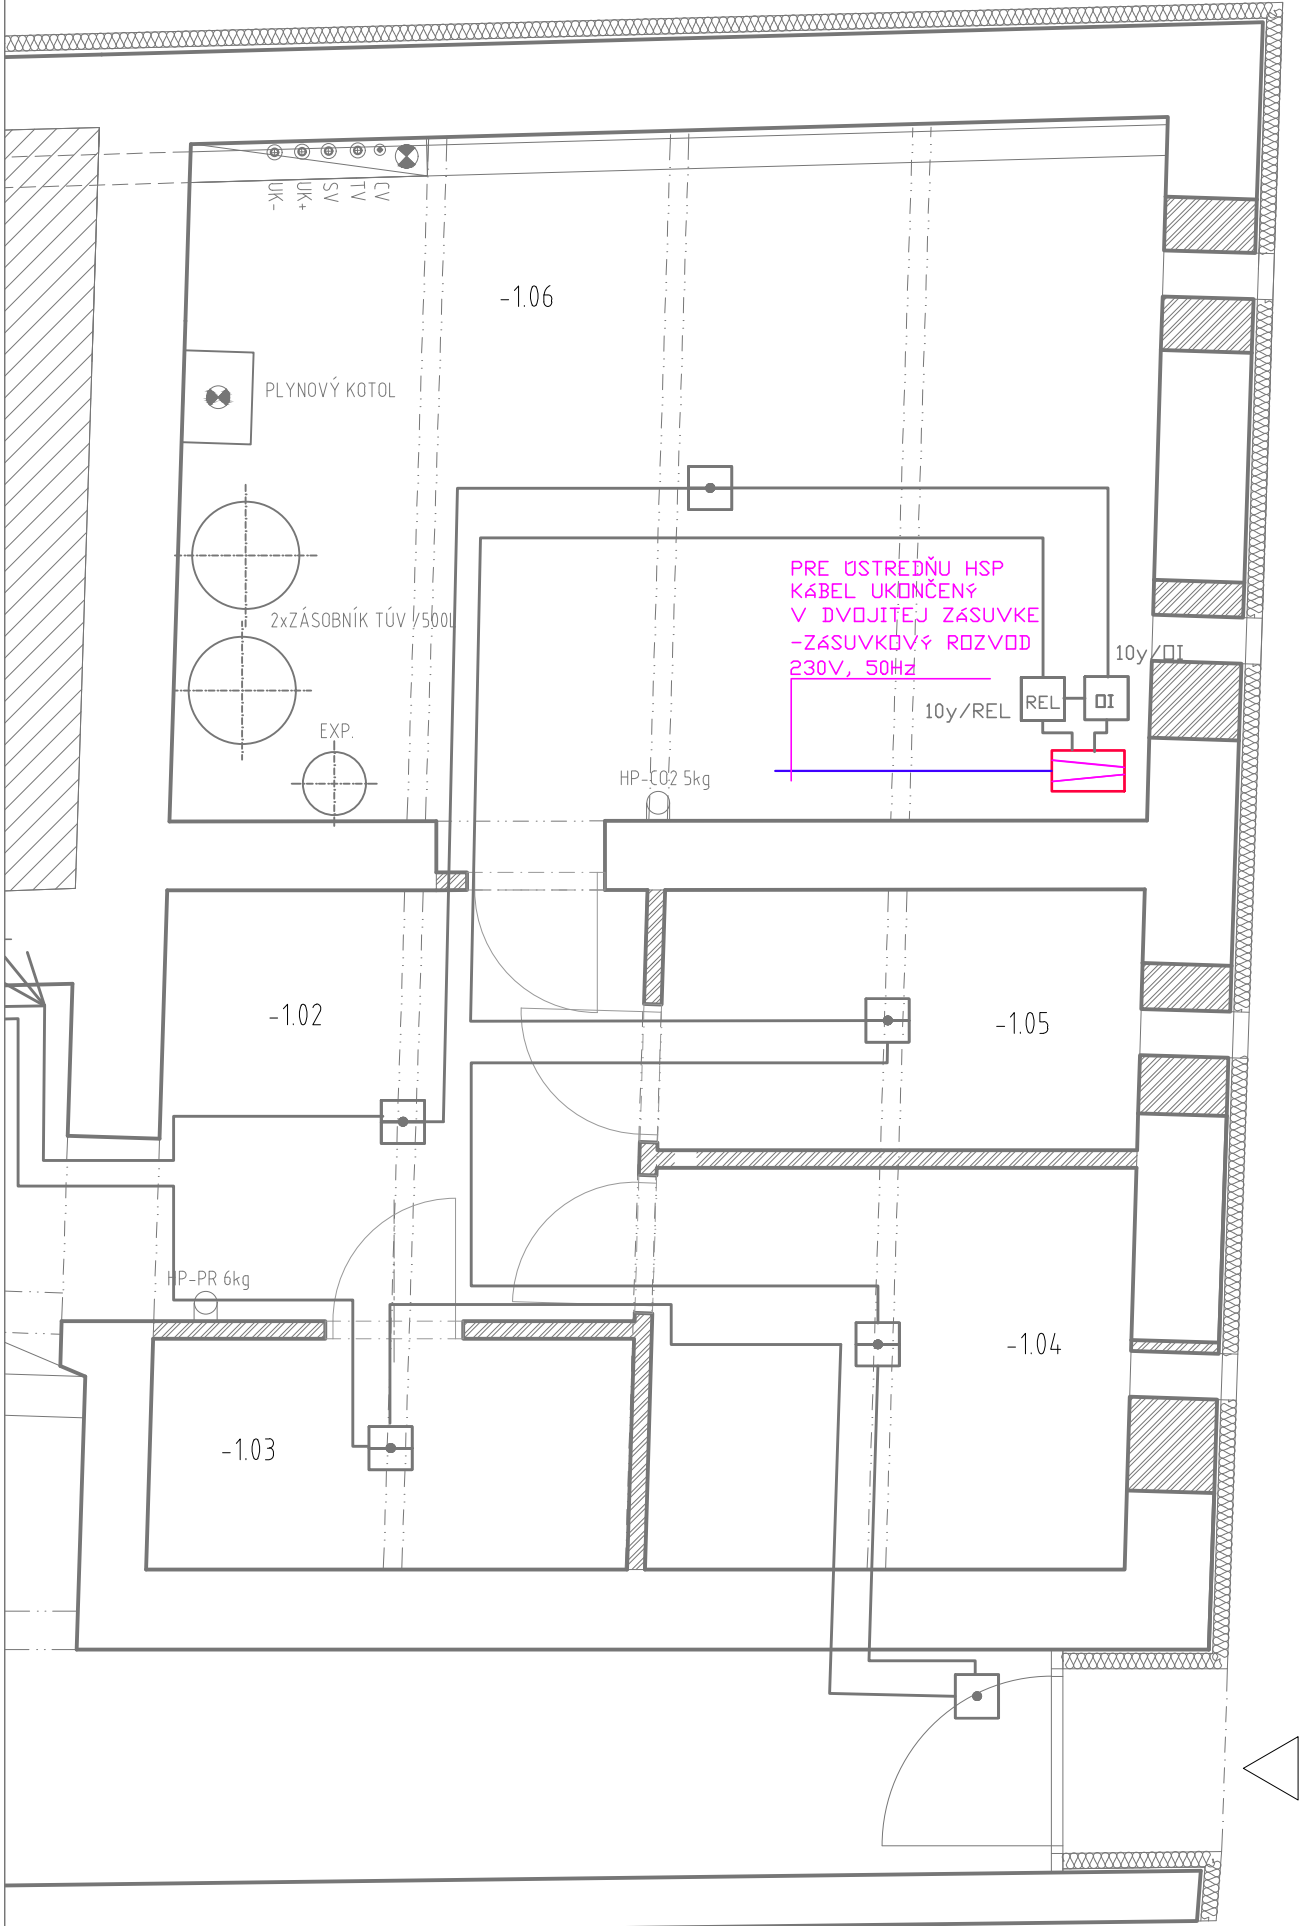 UK-
UK+
SV
TV
CV
-1.06
PLYNOVÝ KOTOL
PRE ÚSTREDŇU HSP
KÁBEL UKONČENÝ
V DVOJITEJ ZÁSUVKE
-ZÁSUVKOVÝ ROZVOD
230V, 50Hz
2xZÁSOBNÍK TÚV /500L
10y/OI
REL
OI
10y/REL
EXP.
HP-CO2 5kg
-1.02
-1.05
HP-PR 6kg
-1.04
-1.03